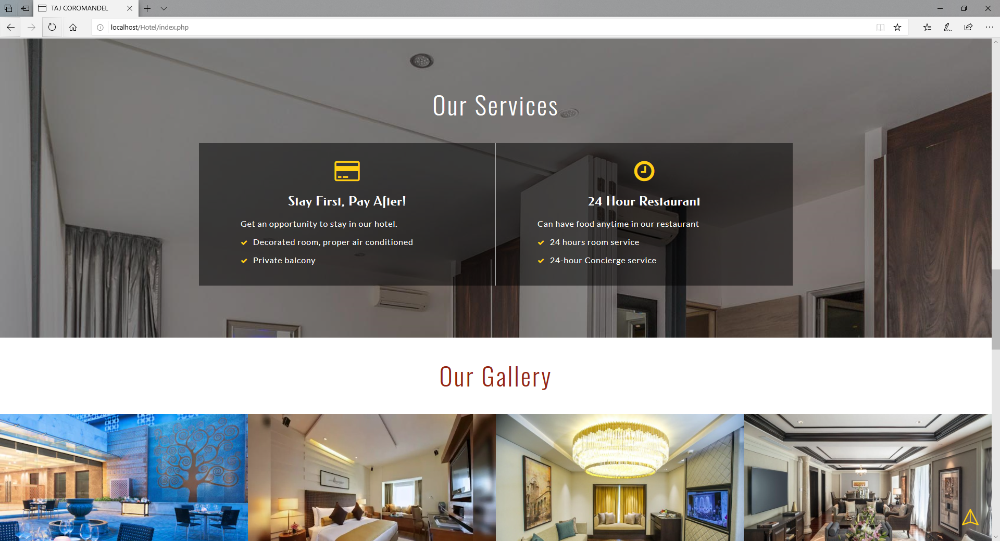 TAJ COROMANDEL
localhost/Hotel/index.php
Our Services
Stay First, Pay After!
Get an opportunity to stay in our hotel.
Decorated room, proper air conditioned
Private balcony
24 Hour Restaurant
Can have food anytime in our restaurant
24 hours room service
24-hour Concierge service
Our Gallery